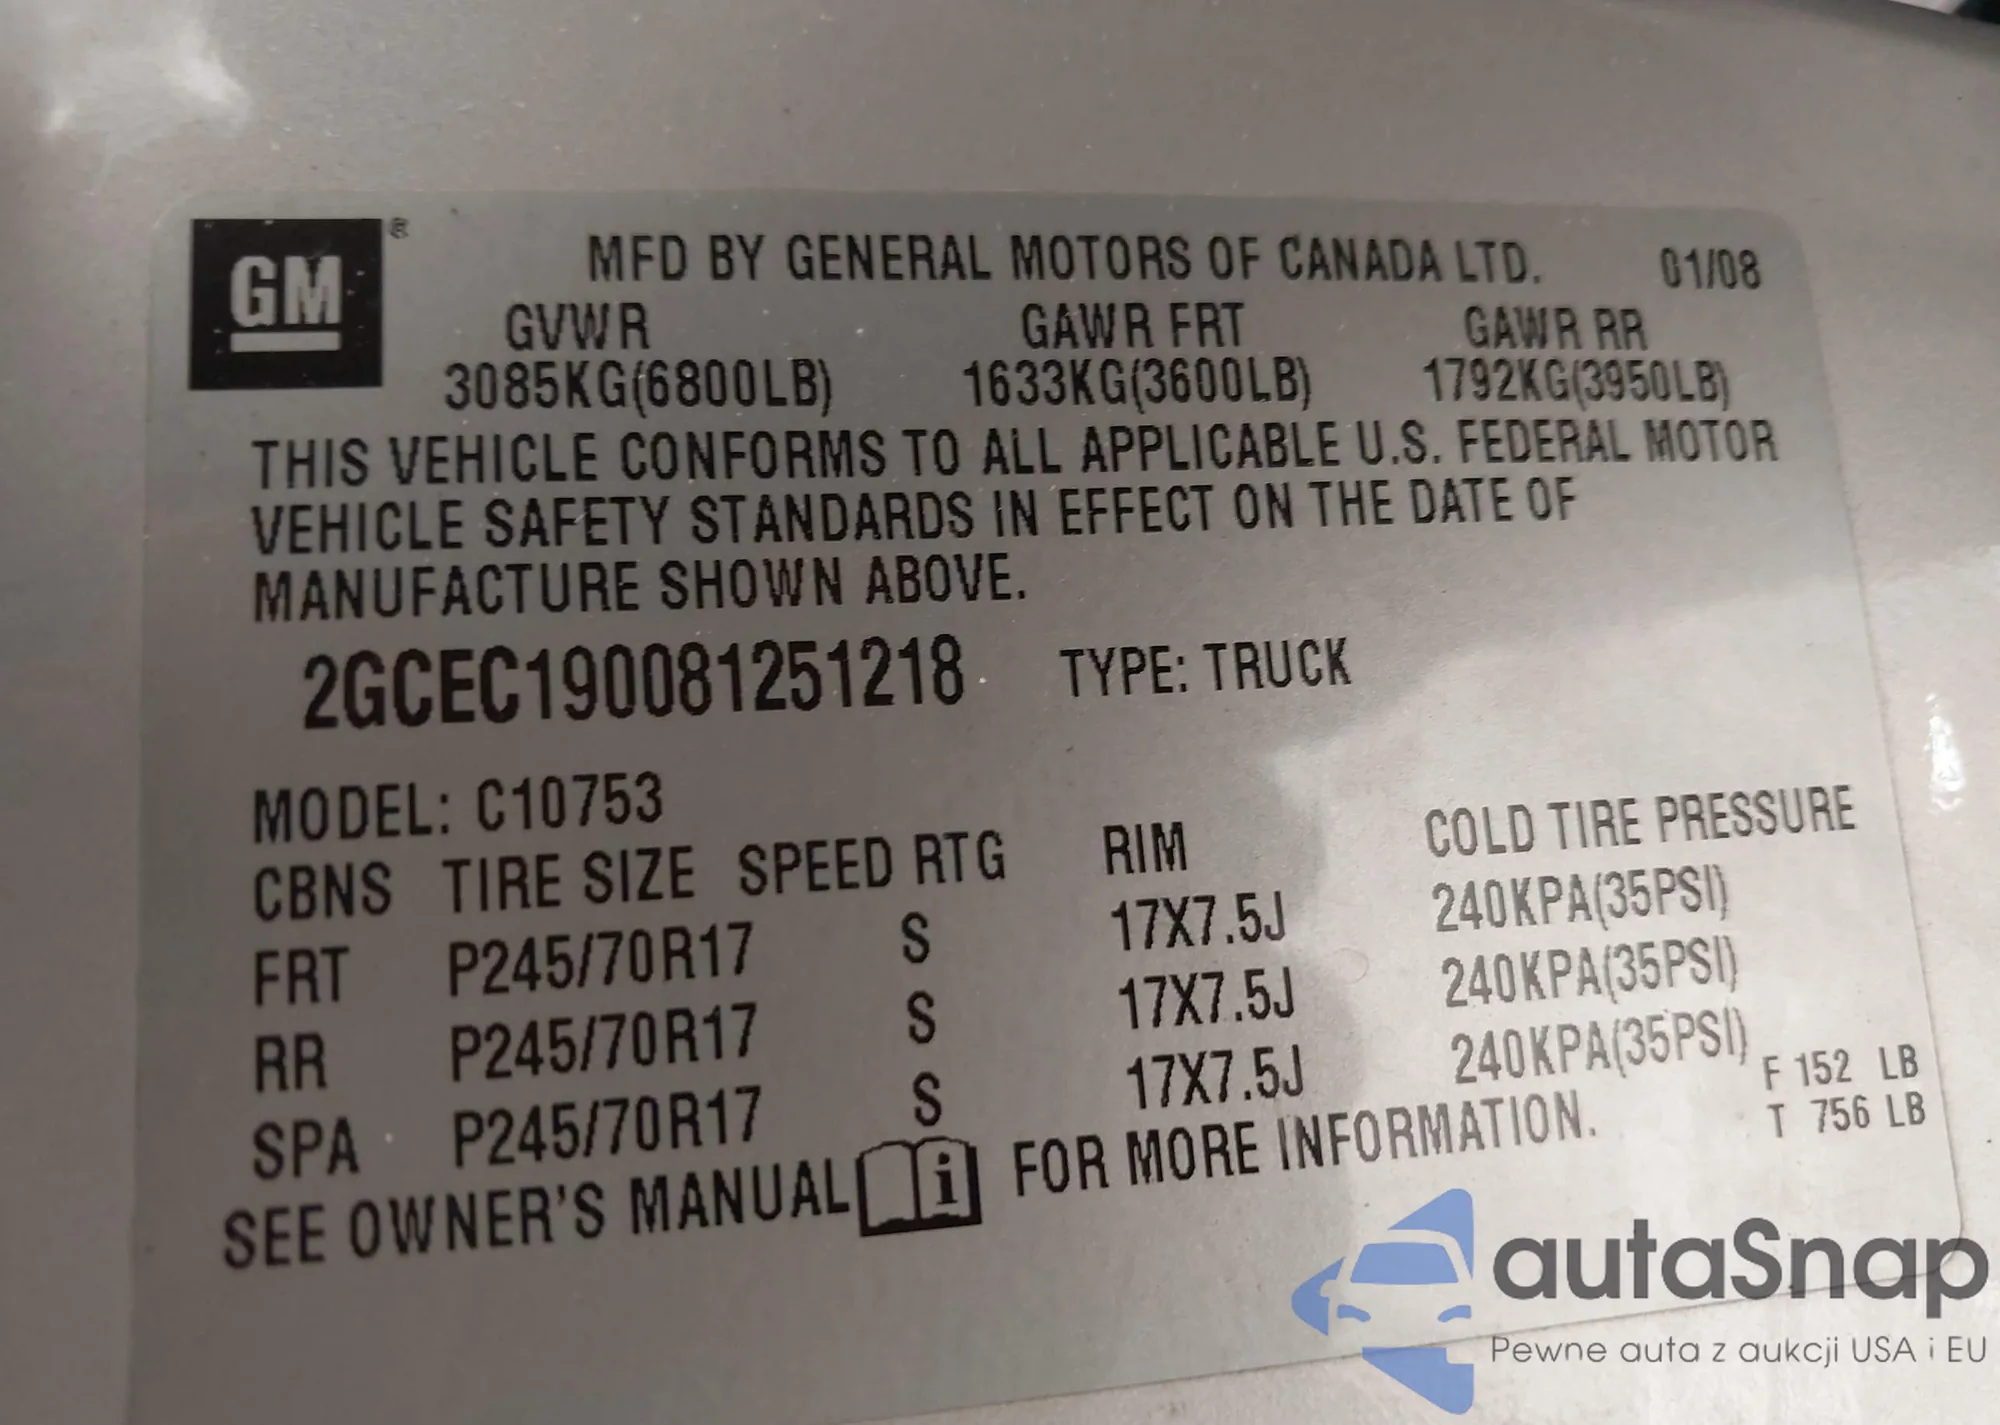 GM ®
MFD BY GENERAL MOTORS OF CANADA LTD. 01/08
GVWR GAWR FRT GAWR RR
3085KG(6800LB) 1633KG(3600LB) 1792KG(3950LB)
THIS VEHICLE CONFORMS TO ALL APPLICABLE U.S. FEDERAL MOTOR
VEHICLE SAFETY STANDARDS IN EFFECT ON THE DATE OF
MANUFACTURE SHOWN ABOVE.
2GCEC190081251218 TYPE: TRUCK
MODEL: C10753
CBNS TIRE SIZE SPEED RTG RIM COLD TIRE PRESSURE
FRT P245/70R17 S 17X7.5J 240KPA(35PSI)
RR P245/70R17 S 17X7.5J 240KPA(35PSI)
SPA P245/70R17 S 17X7.5J 240KPA(35PSI)
F 152 LB
T 756 LB
SEE OWNER'S MANUAL i FOR MORE INFORMATION.
autaSnap
Pewne auta z aukcji USA i EU